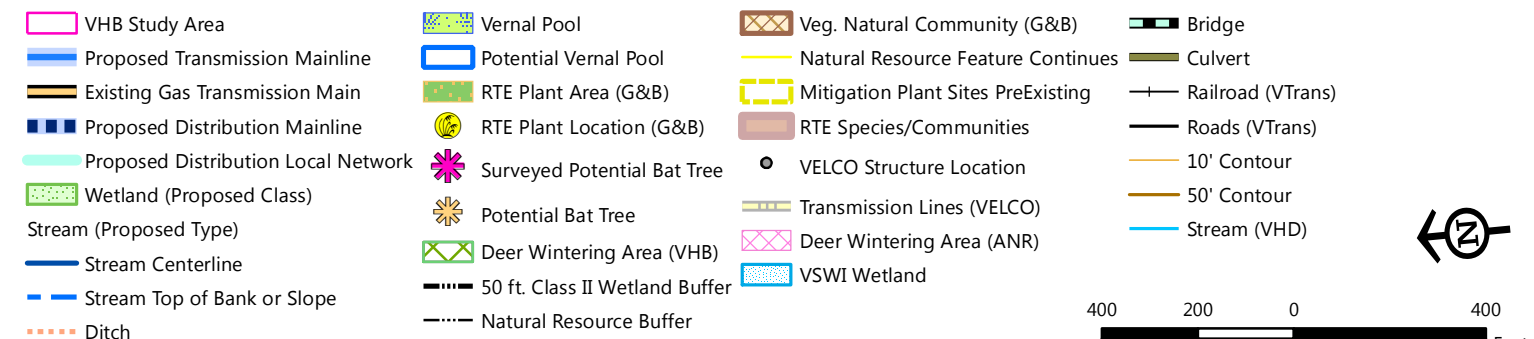 VHB Study Area
Proposed Transmission Mainline
Existing Gas Transmission Main
Proposed Distribution Mainline
Proposed Distribution Local Network
Wetland (Proposed Class)
Stream (Proposed Type)
Stream Centerline
Stream Top of Bank or Slope
Ditch
Vernal Pool
Potential Vernal Pool
RTE Plant Area (G&B)
RTE Plant Location (G&B)
Surveyed Potential Bat Tree
Potential Bat Tree
Deer Wintering Area (VHB)
50 ft. Class II Wetland Buffer
Natural Resource Buffer
Veg. Natural Community (G&B)
Natural Resource Feature Continues
Mitigation Plant Sites PreExisting
RTE Species/Communities
VELCO Structure Location
Transmission Lines (VELCO)
Deer Wintering Area (ANR)
VSWI Wetland
Bridge
Culvert
Railroad (VTrans)
Roads (VTrans)
10' Contour
50' Contour
Stream (VHD)
N
400 200 0 400